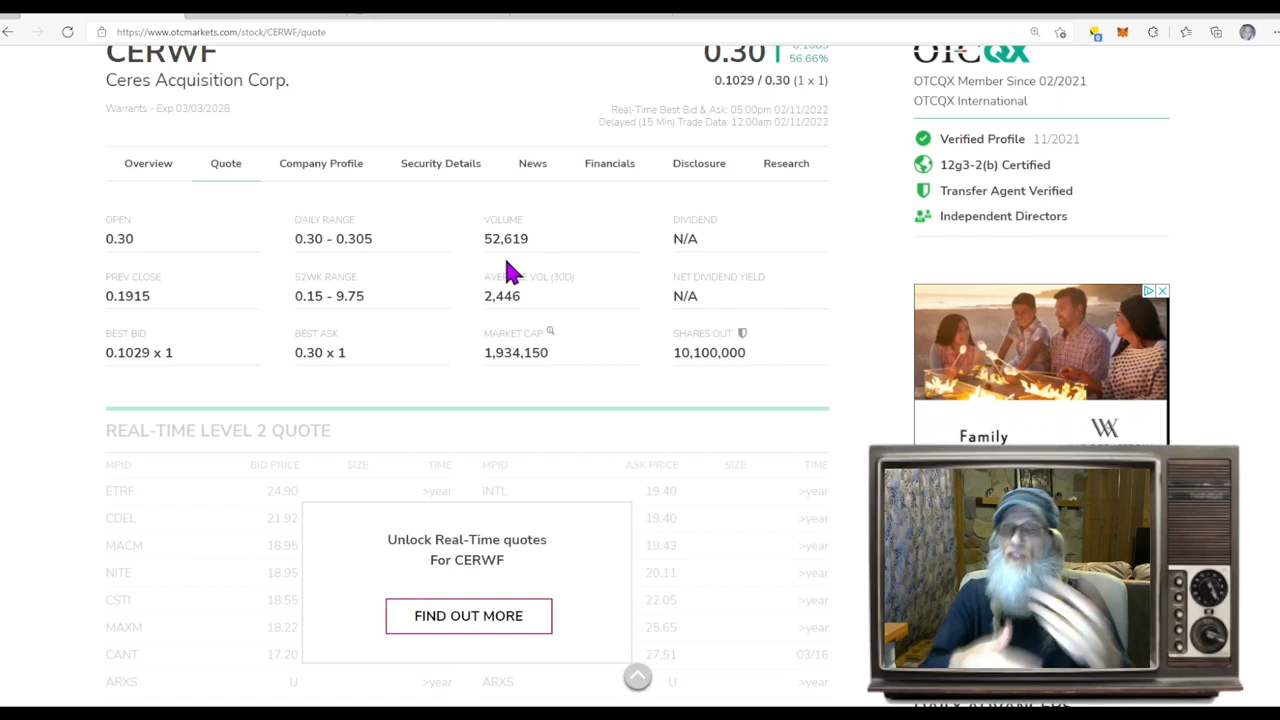 https://www.otcmarkets.com/stock/CERWF/quote
CERWF
0.30
56.66%
Ceres Acquisition Corp.
0.1029 / 0.30 (1 x 1)
Warrants - Exp 03/03/2028
Real-Time Best Bid & Ask: 05:00pm 02/11/2022
Delayed (15 Min) Trade Data: 12:00am 02/11/2022
OTCQX
OTCQX Member Since 02/2021
OTCQX International
Verified Profile 11/2021
12g3-2(b) Certified
Transfer Agent Verified
Independent Directors
Overview Quote Company Profile Security Details News Financials Disclosure Research
OPEN DAILY RANGE VOLUME DIVIDEND
0.30 0.30 - 0.305 52,619 N/A
PREV CLOSE 52WK RANGE AVERAGE VOL (30D) NET DIVIDEND YIELD
0.1915 0.15 - 9.75 2,446 N/A
BEST BID BEST ASK MARKET CAP SHARES OUT
0.1029 x 1 0.30 x 1 1,934,150 10,100,000
REAL-TIME LEVEL 2 QUOTE
MPID BID PRICE SIZE TIME MPID ASK PRICE SIZE TIME
ETRF 24.90 >year INTL 19.40 >year
CDEL 21.92 19.40 >year
MACM 18.95 19.43 >year
NITE 18.95 20.11 >year
CSTI 18.55 22.05 >year
MAXM 18.22 25.65 >year
CANT 17.20 27.51 03/16
ARXS U >year ARXS U >year
Unlock Real-Time quotes
For CERWF
FIND OUT MORE
Family
W